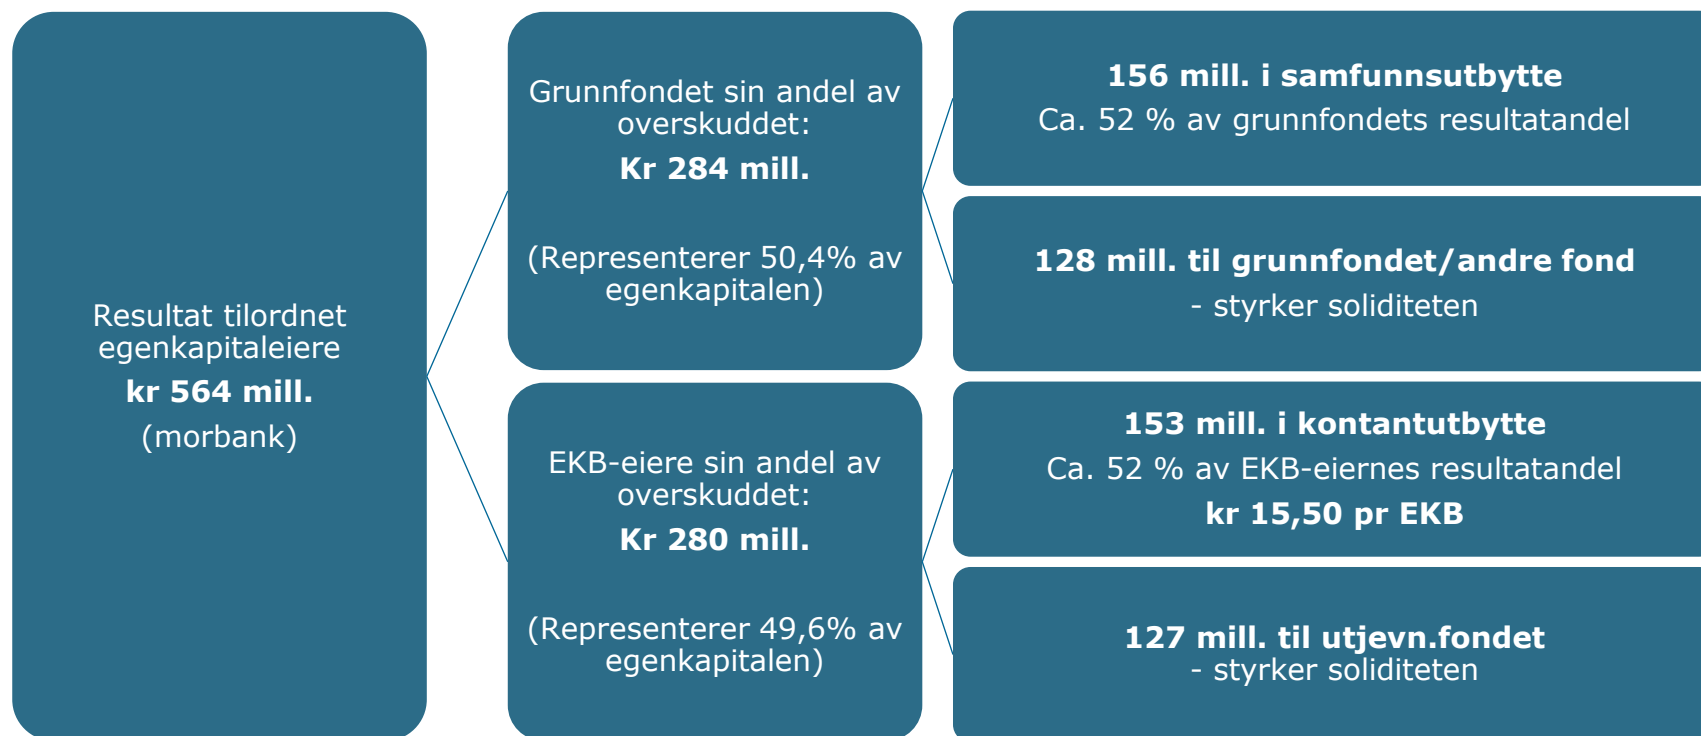 Resultat tilordnet
egenkapitaleiere
kr 564 mill.
(morbank)
Grunnfondet sin andel av
overskuddet:
Kr 284 mill.
(Representerer 50,4% av
egenkapitalen)
EKB-eiere sin andel av
overskuddet:
Kr 280 mill.
(Representerer 49,6% av
egenkapitalen)
156 mill. i samfunnsutbytte
Ca. 52 % av grunnfondets resultatandel
128 mill. til grunnfondet/andre fond
- styrker soliditeten
153 mill. i kontantutbytte
Ca. 52 % av EKB-eiernes resultatandel
kr 15,50 pr EKB
127 mill. til utjevn.fondet
- styrker soliditeten